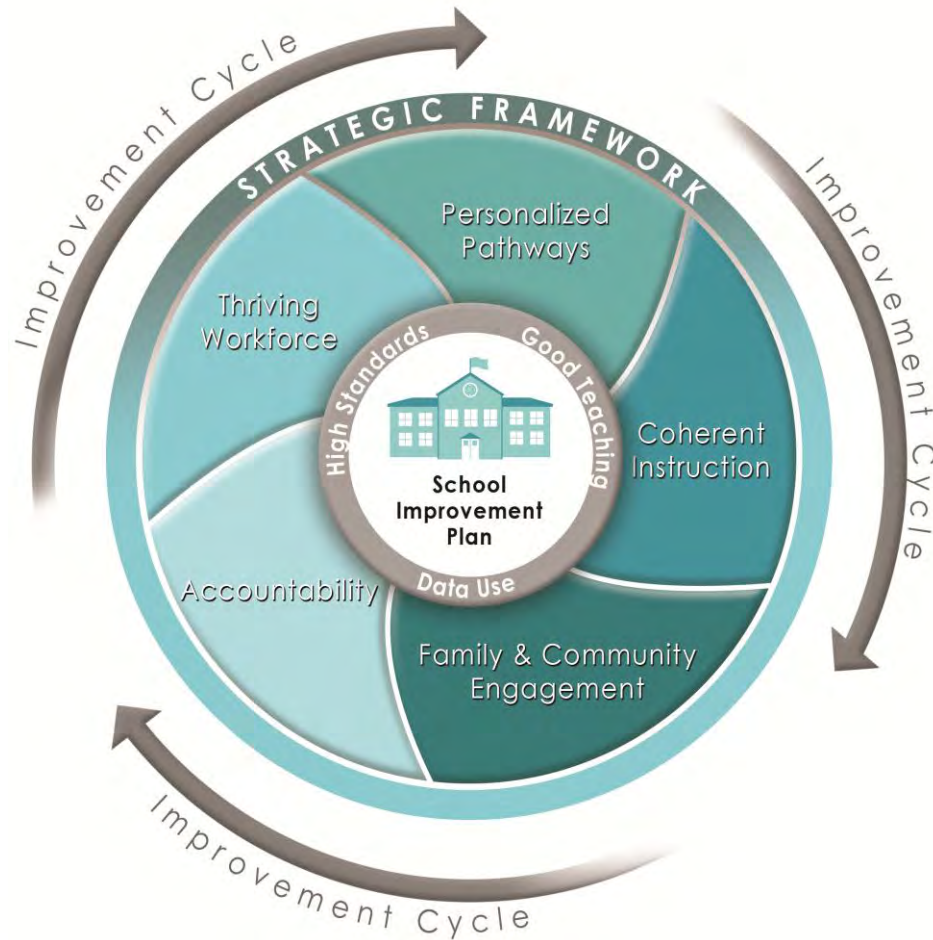 Improvement Cycle
Improvement Cycle
STRATEGIC FRAMEWORK
Personalized
Pathways
Thriving
Workforce
High Standards
Good Teaching
Coherent
Instruction
School
Improvement
Plan
Data Use
Accountability
Family & Community
Engagement
Improvement Cycle